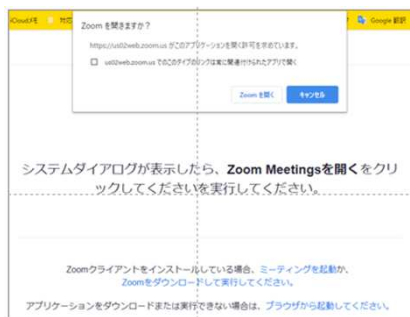 iCloudメモ 対応 Google 翻訳
Zoom を開きますか？
https://us02web.zoom.us がこのアプリケーションを開く許可を求めています。
us02web.zoom.us でのこのタイプのリンクは常に関連付けられたアプリで開く
Zoom を開く キャンセル
システムダイアログが表示したら、Zoom Meetingsを開くをクリ
ックしてくださいを実行してください。
Zoomクライアントをインストールしている場合、ミーティングを起動か、
Zoomをダウンロードして実行してください。
アプリケーションをダウンロードまたは実行できない場合は、ブラウザから起動してください。